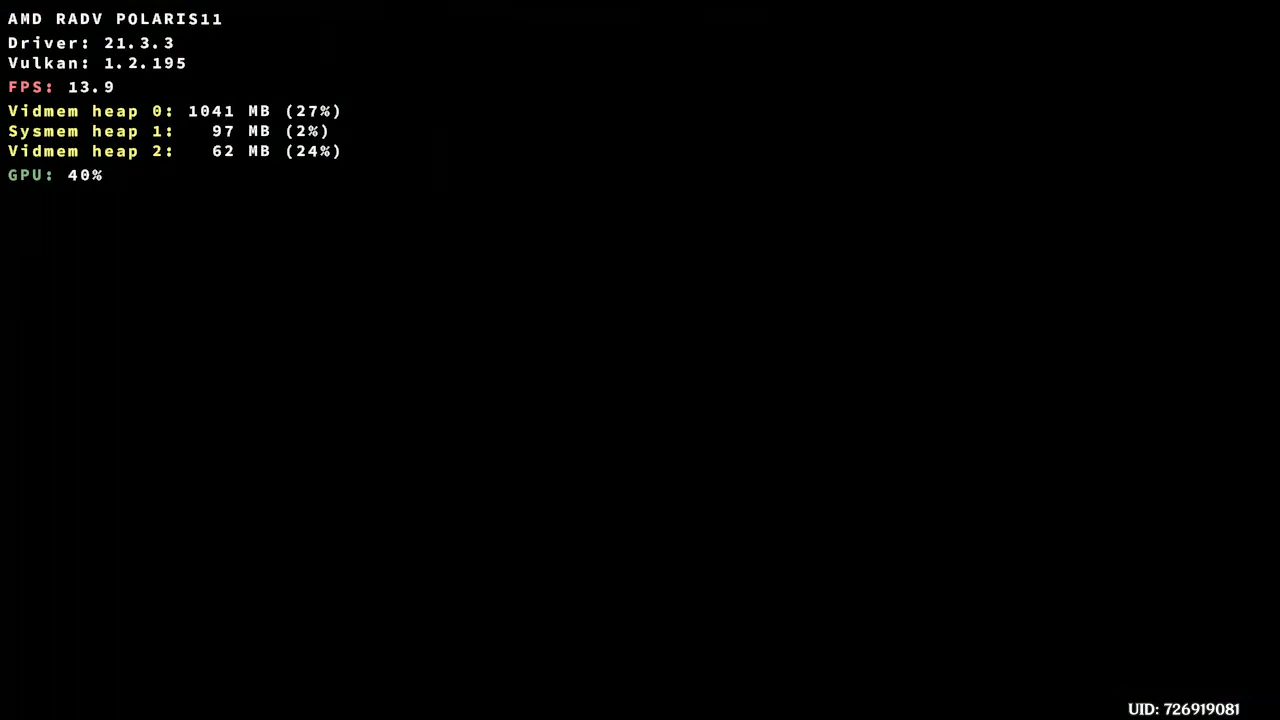 AMD RADV POLARIS11
Driver: 21.3.3
Vulkan: 1.2.195
FPS: 13.9
Vidmem heap 0: 1041 MB (27%)
Sysmem heap 1: 97 MB (2%)
Vidmem heap 2: 62 MB (24%)
GPU: 40%
UID: 726919081